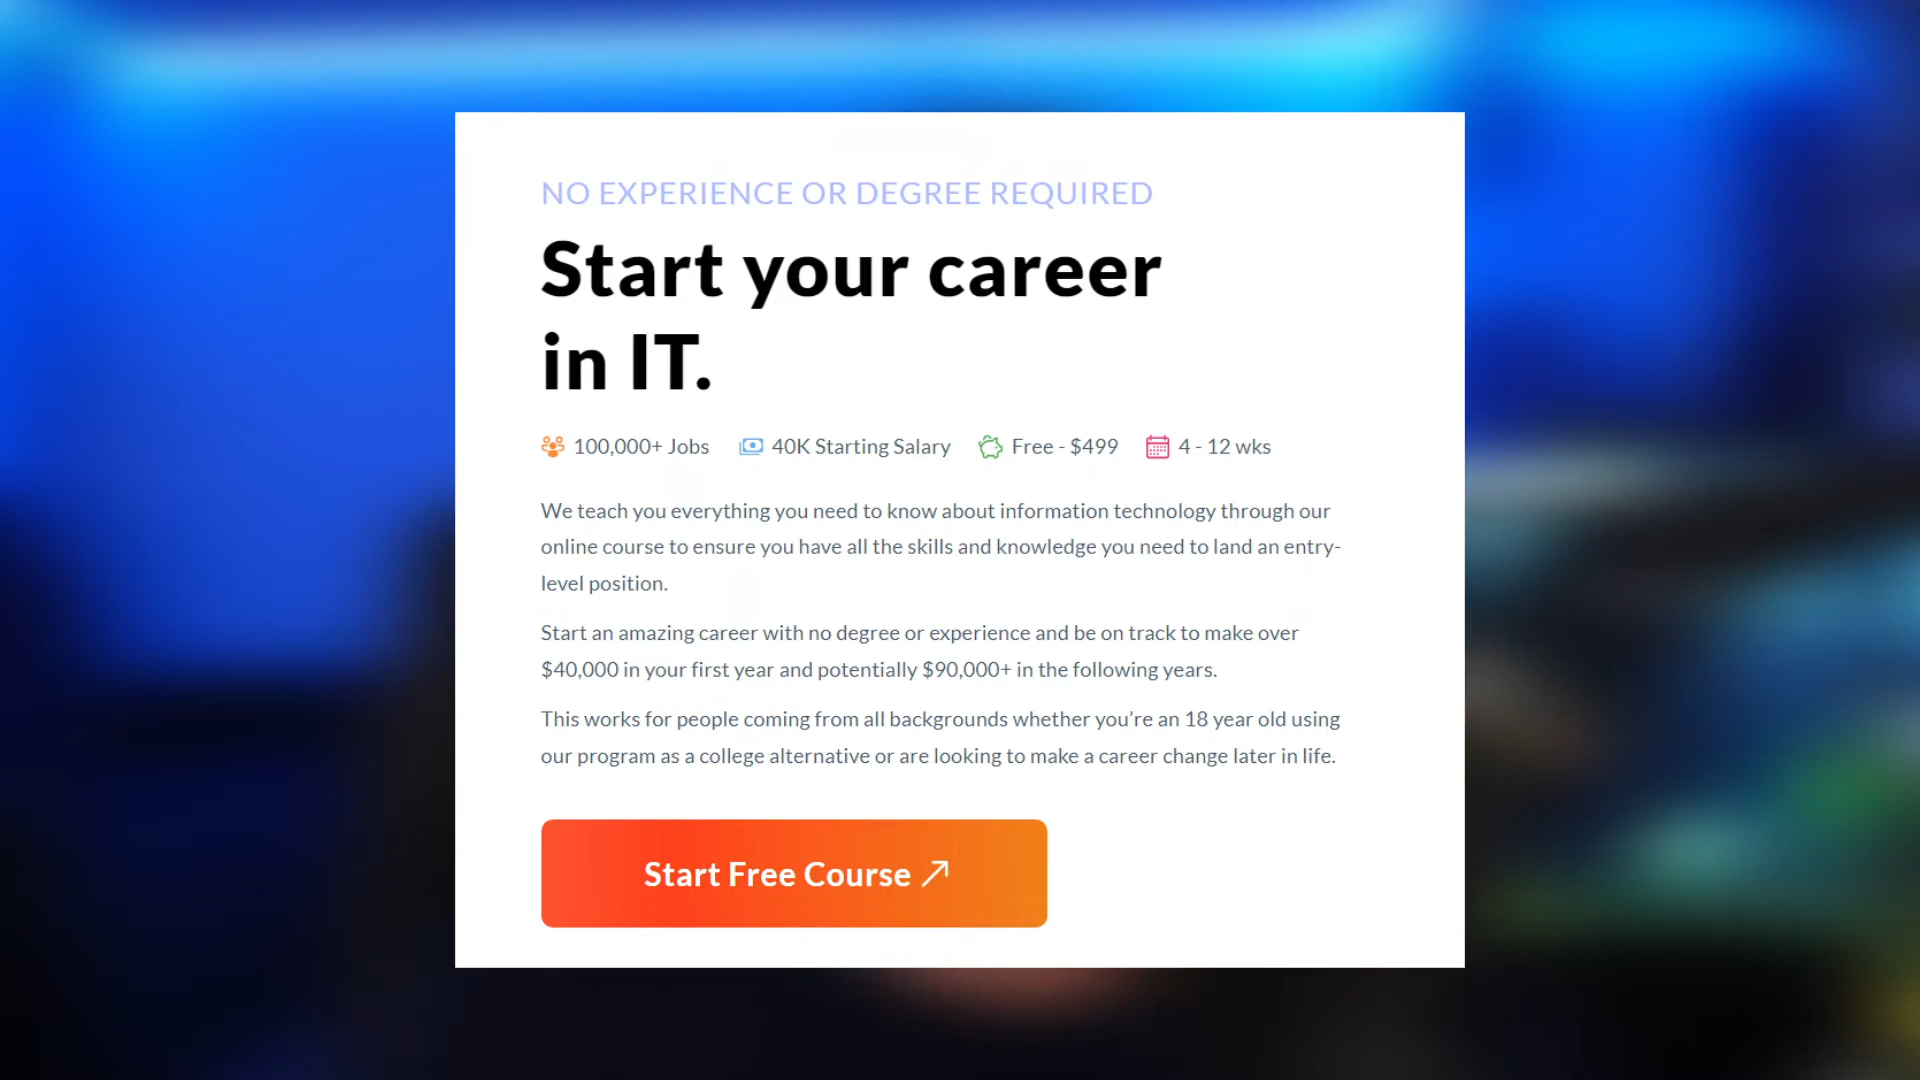 NO EXPERIENCE OR DEGREE REQUIRED
Start your career
in IT.
100,000+ Jobs 40K Starting Salary Free - $499 4 - 12 wks
We teach you everything you need to know about information technology through our
online course to ensure you have all the skills and knowledge you need to land an entry-
level position.
Start an amazing career with no degree or experience and be on track to make over
$40,000 in your first year and potentially $90,000+ in the following years.
This works for people coming from all backgrounds whether you’re an 18 year old using
our program as a college alternative or are looking to make a career change later in life.
Start Free Course